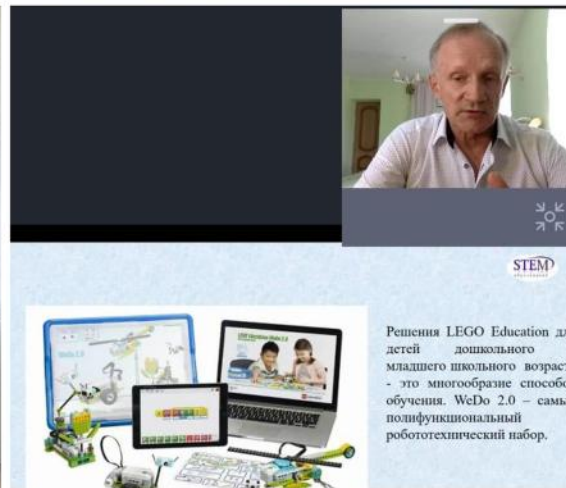 STEM
Решения LEGO Education дл
детей дошкольного
младшего школьного возраст
- это многообразие способо
обучения. WeDo 2.0 – самы
полифункциональный
робототехнический набор.